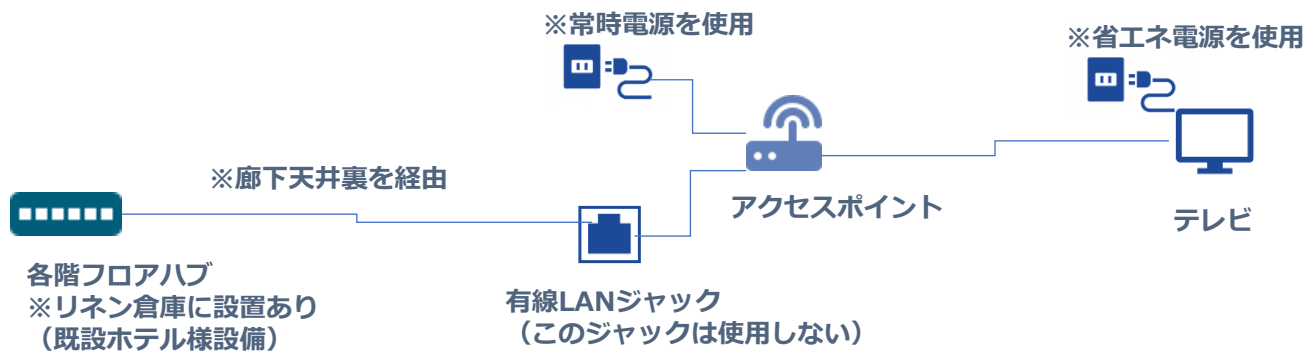 ※常時電源を使用
※省エネ電源を使用
※廊下天井裏を経由
アクセスポイント
テレビ
各階フロアハブ
※リネン倉庫に設置あり
（既設ホテル様設備）
有線LANジャック
（このジャックは使用しない）